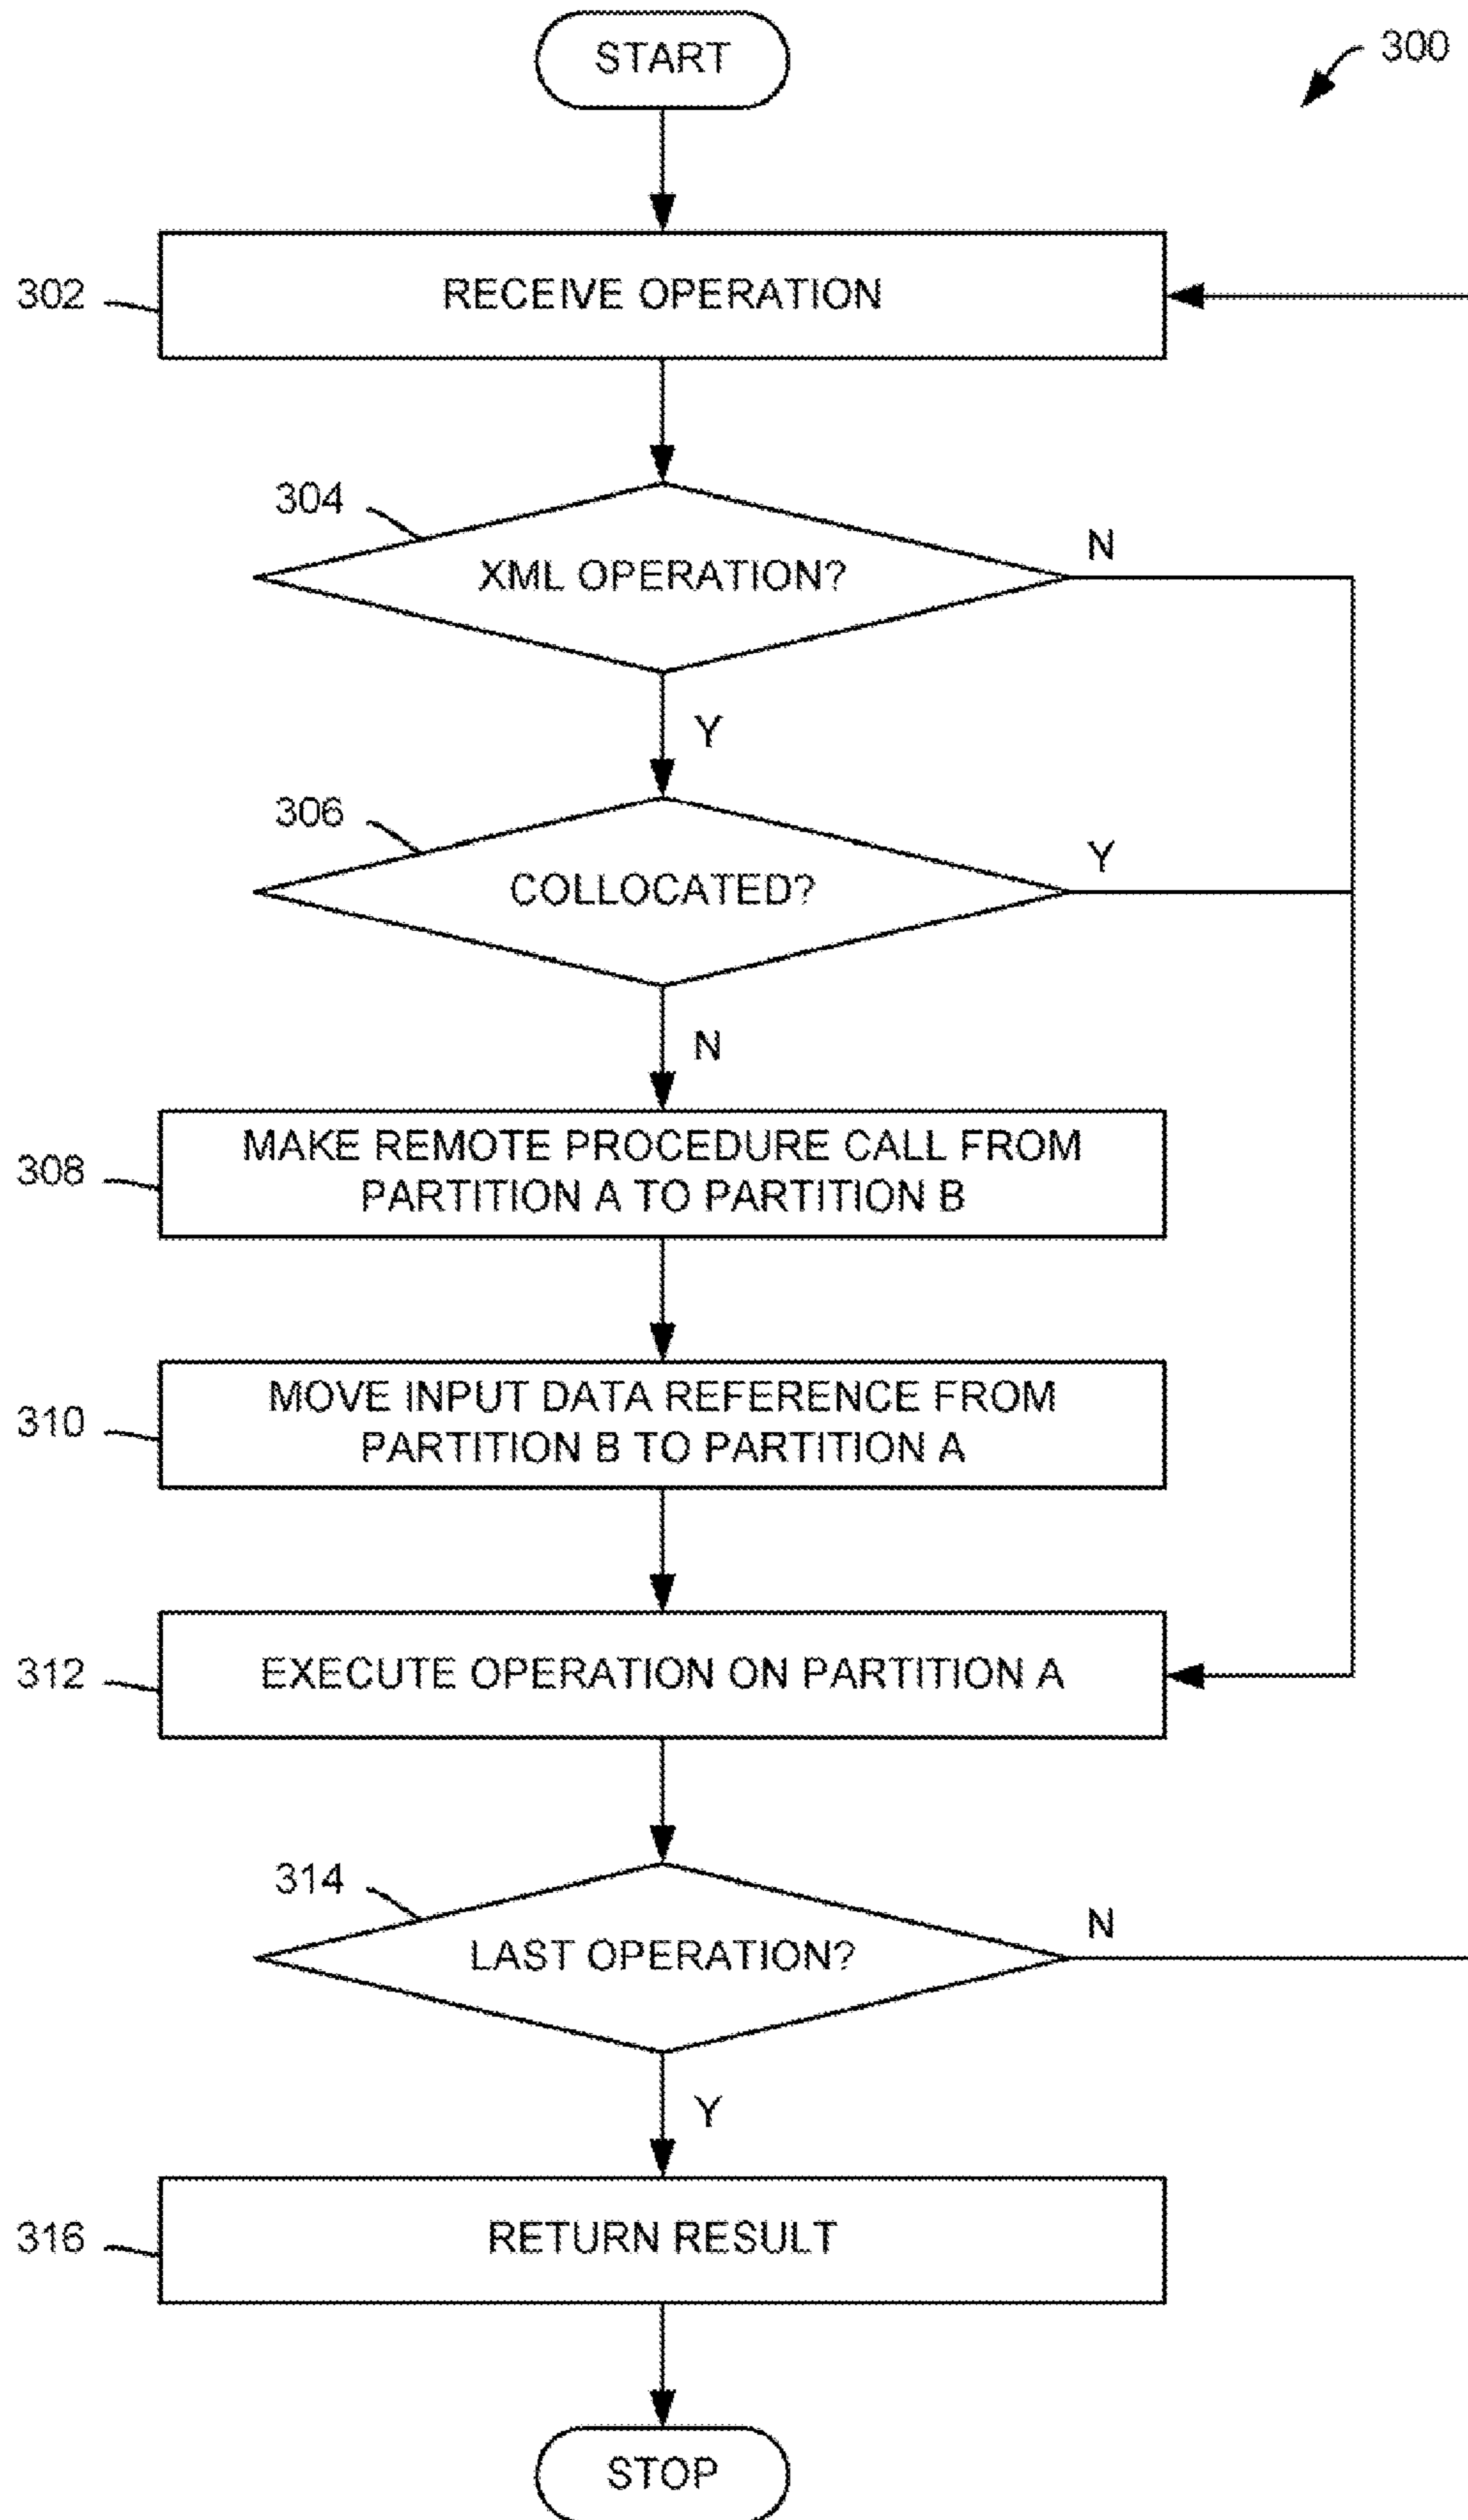 START
300
302
RECEIVE OPERATION
304
XML OPERATION?
N
Y
306
COLLOCATED?
Y
N
308
MAKE REMOTE PROCEDURE CALL FROM
PARTITION A TO PARTITION B
310
MOVE INPUT DATA REFERENCE FROM
PARTITION B TO PARTITION A
312
EXECUTE OPERATION ON PARTITION A
314
LAST OPERATION?
N
Y
316
RETURN RESULT
STOP